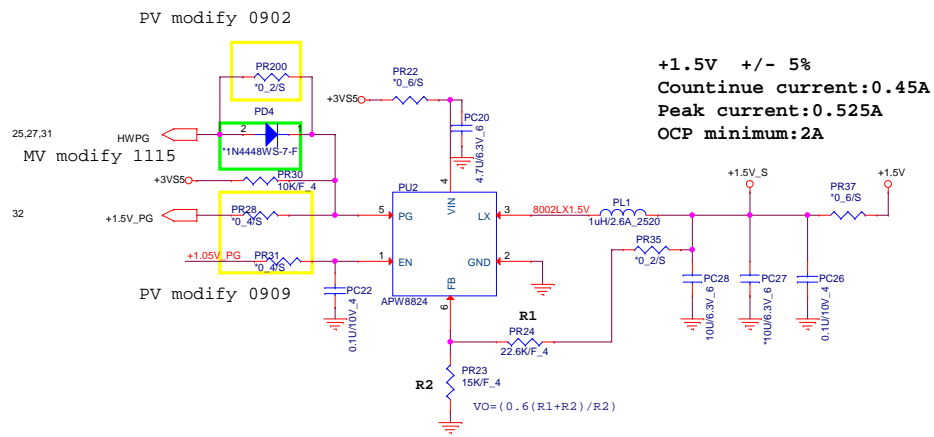 PV modify 0902
PR200
*0_2/S
PD4
25,27,31
HWPG
2
1
*1N4448WS-7-F
MV modify 1115
+3VS5
PR30
10K/F_4
32
+1.5V_PG
PR28
*0_4/S
+1.05V_PG
PR31
*0_4/S
PV modify 0909
PC22
0.1U/10V_4
PR22
*0_6/S
+3VS5
PC20
4.7U/6.3V_6
4
PU2
5
PG
VIN
LX
3
1
EN
GND
2
FB
APW8824
6
8002LX1.5V
PL1
1uH/2.6A_2520
+1.5V_S
PR37
*0_6/S
+1.5V
PR35
*0_2/S
PC28
10U/6.3V_6
PC27
*10U/6.3V_6
PC26
0.1U/10V_4
R1
PR24
22.6K/F_4
R2
PR23
15K/F_4
VO=(0.6(R1+R2)/R2)
+1.5V +/- 5%
Countinue current:0.45A
Peak current:0.525A
OCP minimum:2A